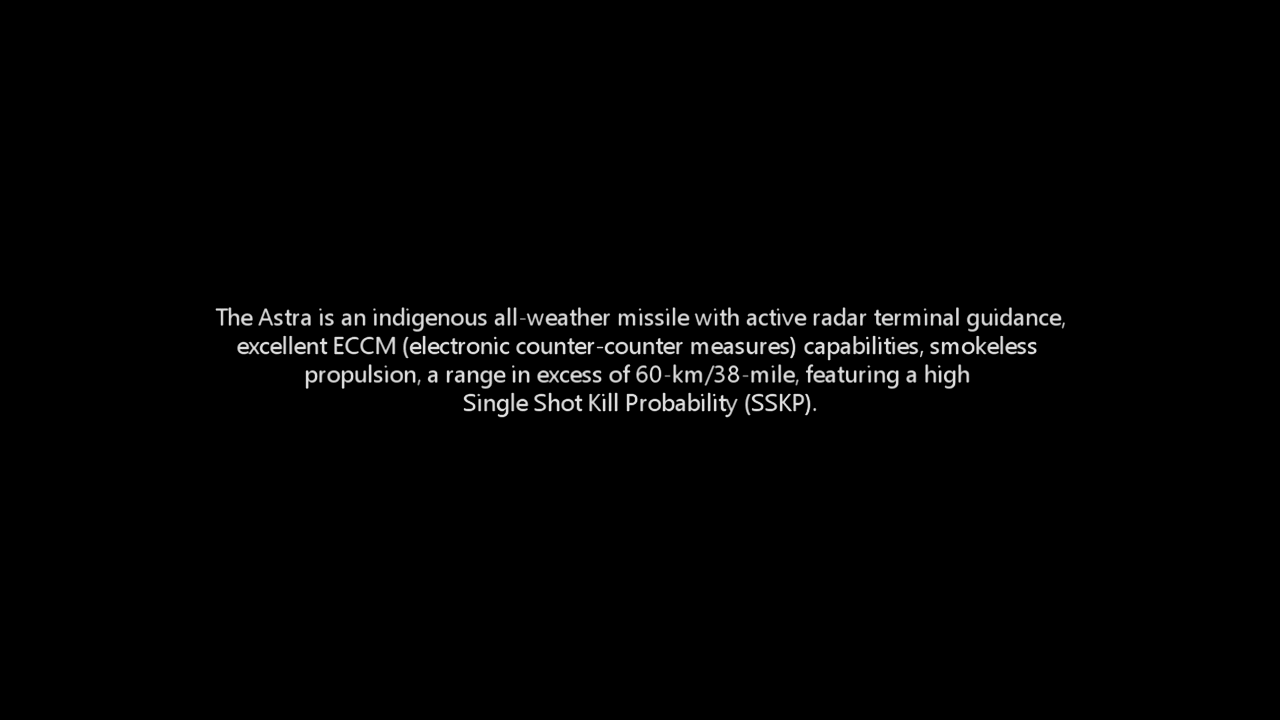 The Astra is an indigenous all-weather missile with active radar terminal guidance,
excellent ECCM (electronic counter-counter measures) capabilities, smokeless
propulsion, a range in excess of 60-km/38-mile, featuring a high
Single Shot Kill Probability (SSKP).